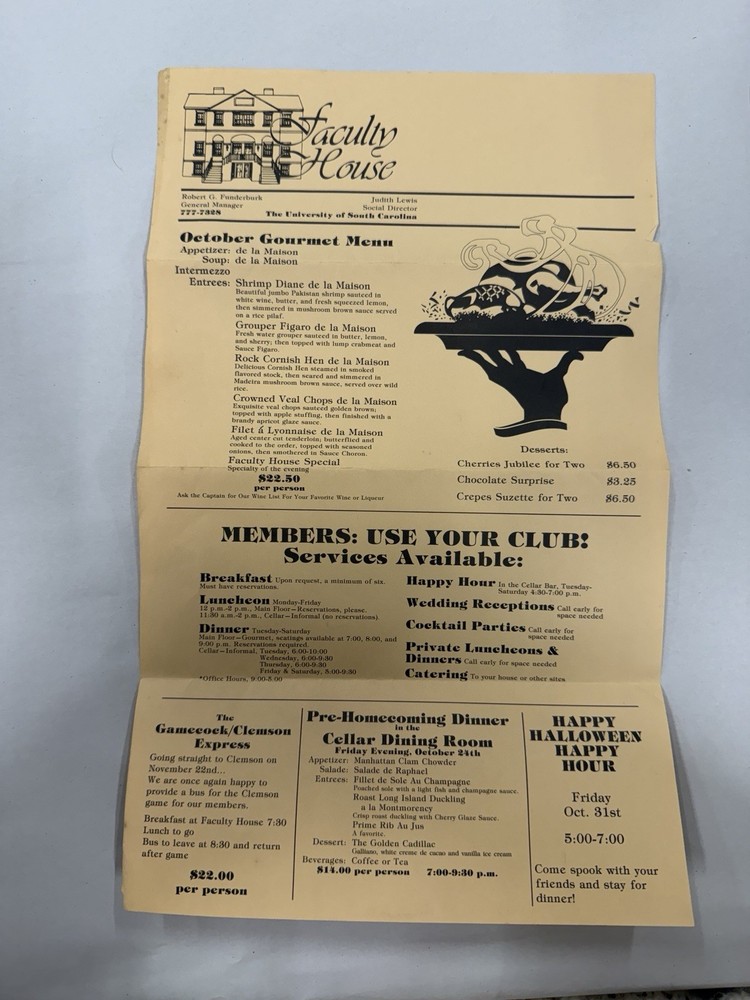 Faculty
House
Robert G. Funderburk
General Manager
777-7328
Judith Lewis
Social Director
The University of South Carolina
October Gourmet Menu
Appetizer: de la Maison
Soup: de la Maison
Intermezzo
Entrees: Shrimp Diane de la Maison
Beautiful jumbo Pakistan shrimp sauteed in
white wine, butter, and fresh squeezed lemon,
then simmered in mushroom brown sauce served
on a rice pilaf.
Grouper Figaro de la Maison
Fresh water grouper sauteed in butter, lemon,
and sherry; then topped with lump crabmeat and
Sauce Figaro.
Rock Cornish Hen de la Maison
Delicious Cornish Hen steamed in smoked
flavored stock, then seared and simmered in
Madeira mushroom brown sauce, served over wild
rice.
Crowned Veal Chops de la Maison
Exquisite veal chops sauteed golden brown;
topped with apple stuffing, then finished with a
brandy apricot glaze sauce.
Filet á Lyonnaise de la Maison
Aged center cut tenderloin; butterflied and
cooked to the order, topped with seasoned
onions, then smothered in Sauce Choron.
Faculty House Special
Specialty of the evening
$22.50
per person
Ask the Captain for Our Wine List For Your Favorite Wine or Liqueur
Desserts:
Cherries Jubilee for Two $6.50
Chocolate Surprise $3.25
Crepes Suzette for Two $6.50
MEMBERS: USE YOUR CLUB!
Services Available:
Breakfast Upon request, a minimum of six.
Must have reservations.
Luncheon Monday-Friday
12 p.m.-2 p.m., Main Floor—Reservations, please.
11:30 a.m.-2 p.m., Cellar—Informal (no reservations)
Dinner Tuesday-Saturday
Main Floor—Gourmet, seatings available at 7:00, 8:00, and
9:00 p.m. Reservations required.
Cellar—Informal, Tuesday, 6:00-10:00
Wednesday, 6:00-9:30
Thursday, 6:00-9:30
Friday & Saturday, 5:00-9:30
*Office Hours, 9:00-5:00
Happy Hour In the Cellar Bar, Tuesday-
Saturday 4:30-7:00 p.m.
Wedding Receptions Call early for
space needed
Cocktail Parties Call early for
space needed
Private Luncheons &
Dinners Call early for space needed
Catering To your house or other sites
The
Gamecock/Clemson
Express
Going straight to Clemson on
November 22nd...
We are once again happy to
provide a bus for the Clemson
game for our members.
Breakfast at Faculty House 7:30
Lunch to go
Bus to leave at 8:30 and return
after game
$22.00
per person
Pre-Homecoming Dinner
in the
Cellar Dining Room
Friday Evening, October 24th
Appetizer: Manhattan Clam Chowder
Salade: Salade de Raphael
Entrees: Fillet de Sole Au Champagne
Poached sole with a light fish and champagne sauce.
Roast Long Island Duckling
a la Montmorency
Crisp roast duckling with Cherry Glaze Sauce.
Prime Rib Au Jus
A favorite.
Dessert: The Golden Cadillac
Galliano, white creme de cacao and vanilla ice cream
Beverages: Coffee or Tea
$14.00 per person 7:00-9:30 p.m.
HAPPY
HALLOWEEN
HAPPY
HOUR
Friday
Oct. 31st
5:00-7:00
Come spook with your
friends and stay for
dinner!